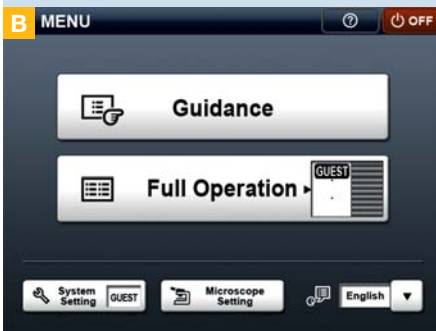 B MENU ? OFF
Guidance
Full Operation GUEST
System Setting GUEST
Microscope Setting
English